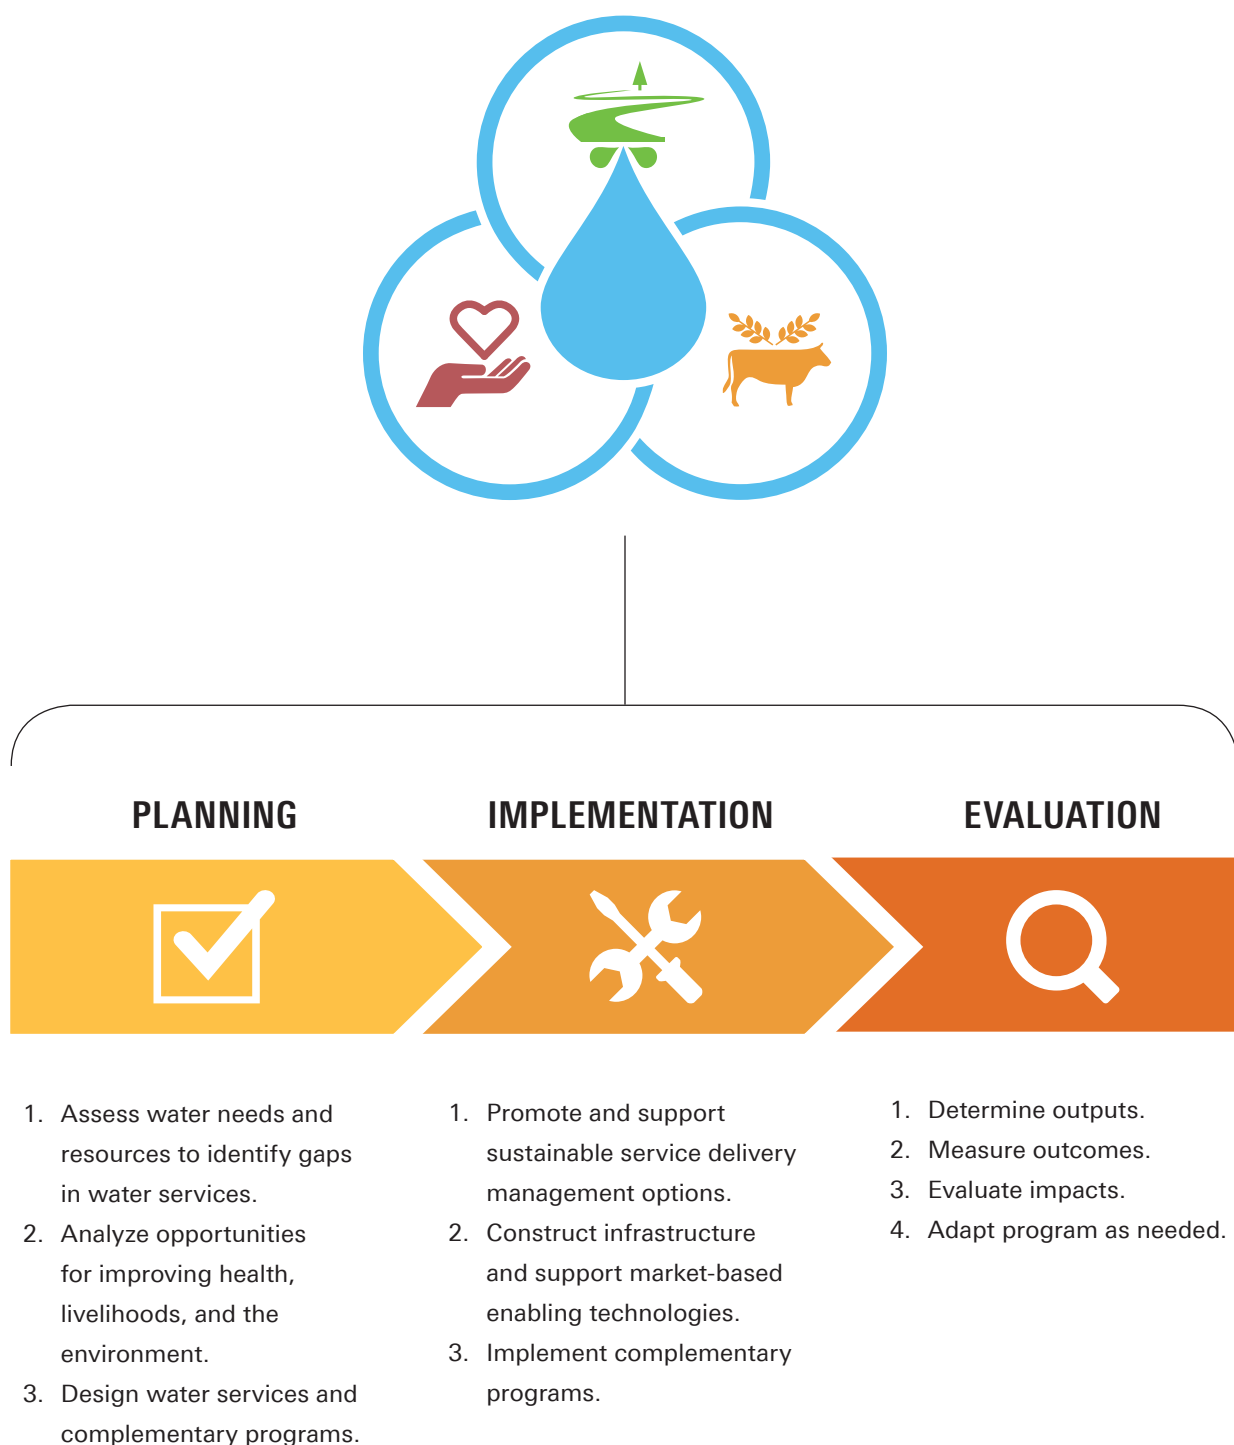 PLANNING
1. Assess water needs and
resources to identify gaps
in water services.
2. Analyze opportunities
for improving health,
livelihoods, and the
environment.
3. Design water services and
complementary programs.
IMPLEMENTATION
1. Promote and support
sustainable service delivery
management options.
2. Construct infrastructure
and support market-based
enabling technologies.
3. Implement complementary
programs.
EVALUATION
1. Determine outputs.
2. Measure outcomes.
3. Evaluate impacts.
4. Adapt program as needed.